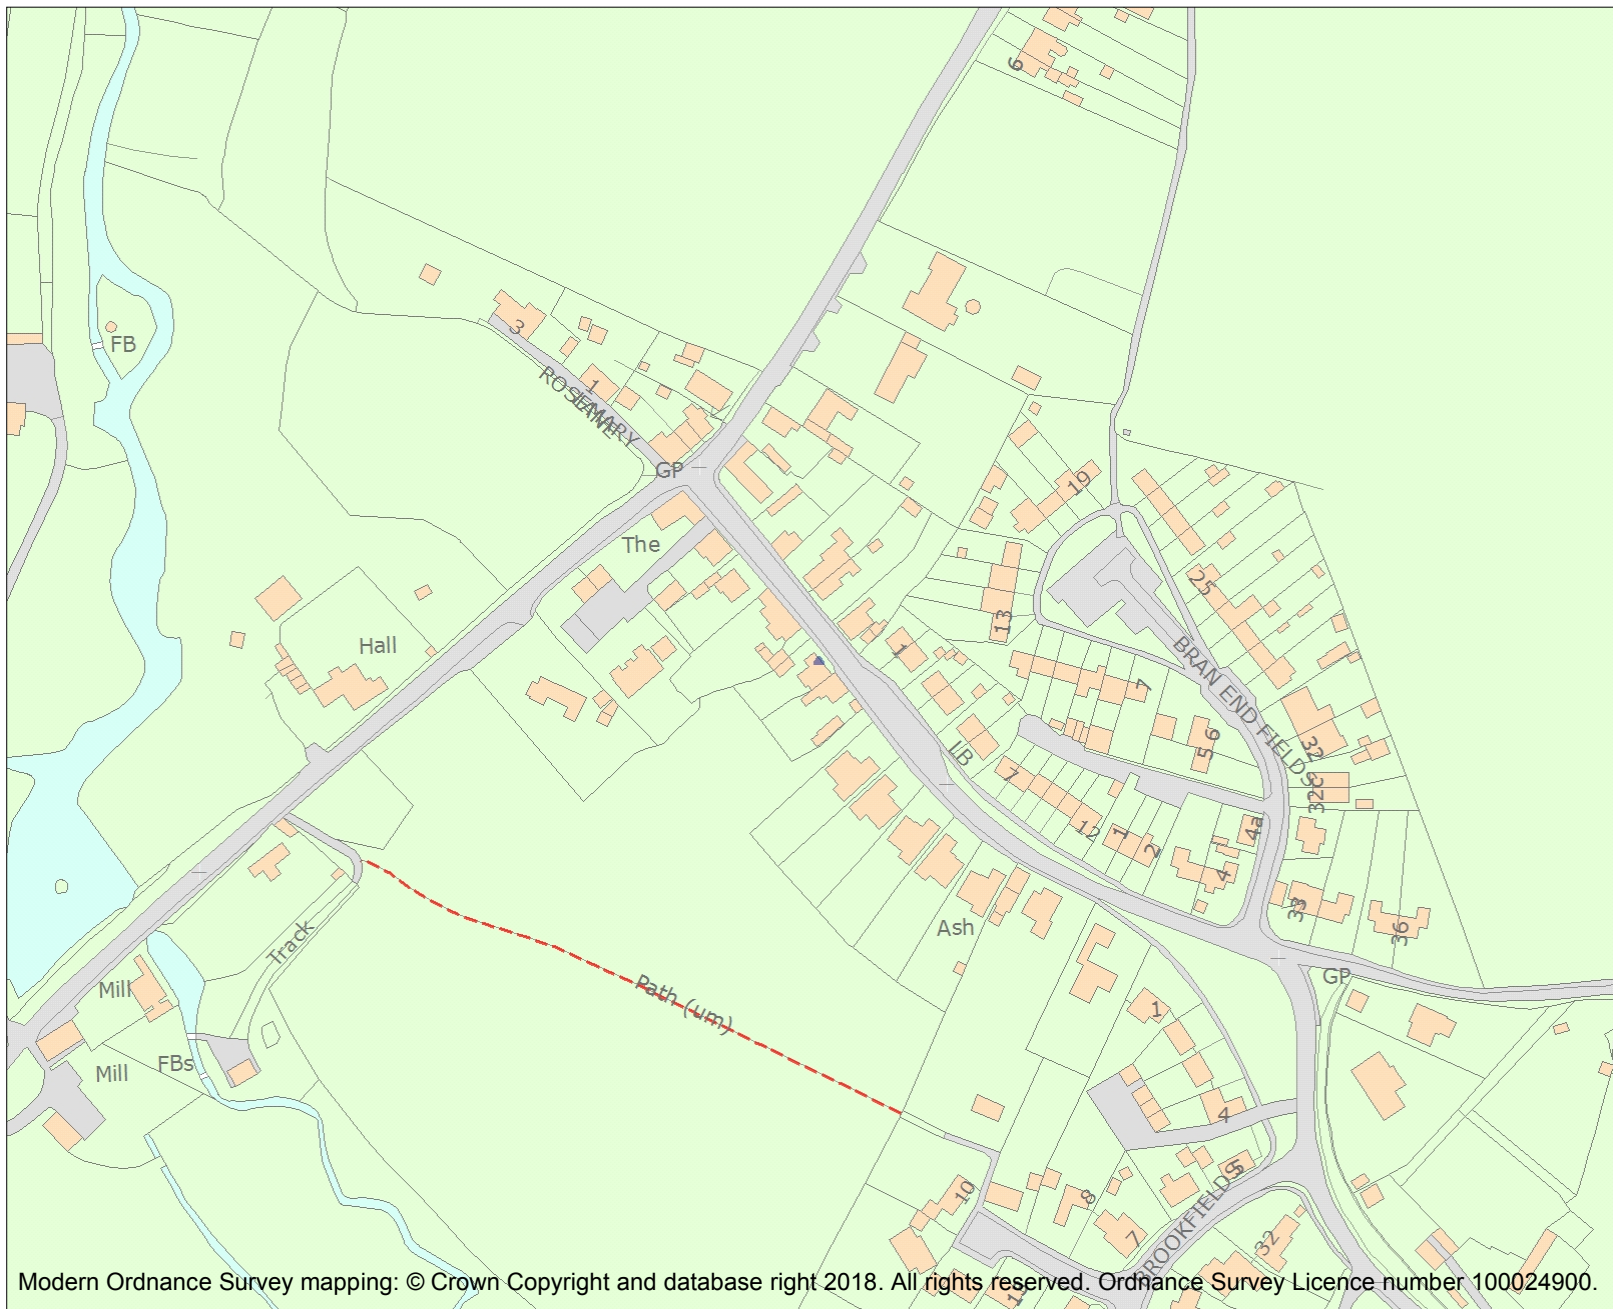 6
FB
3
1
ROSEMARY
LANE
GP
The
19
13
25
Hall
1
7
BRAN END FIELDS
LB
5 6
7
32
32c
12
1
2
4a
4
33
36
Ash
Track
GP
Path (um)
Mill
1
FBs
Mill
4
5
10
8
7
BROOKFIELDS
32
Modern Ordnance Survey mapping: © Crown Copyright and database right 2018. All rights reserved. Ordnance Survey Licence number 100024900.